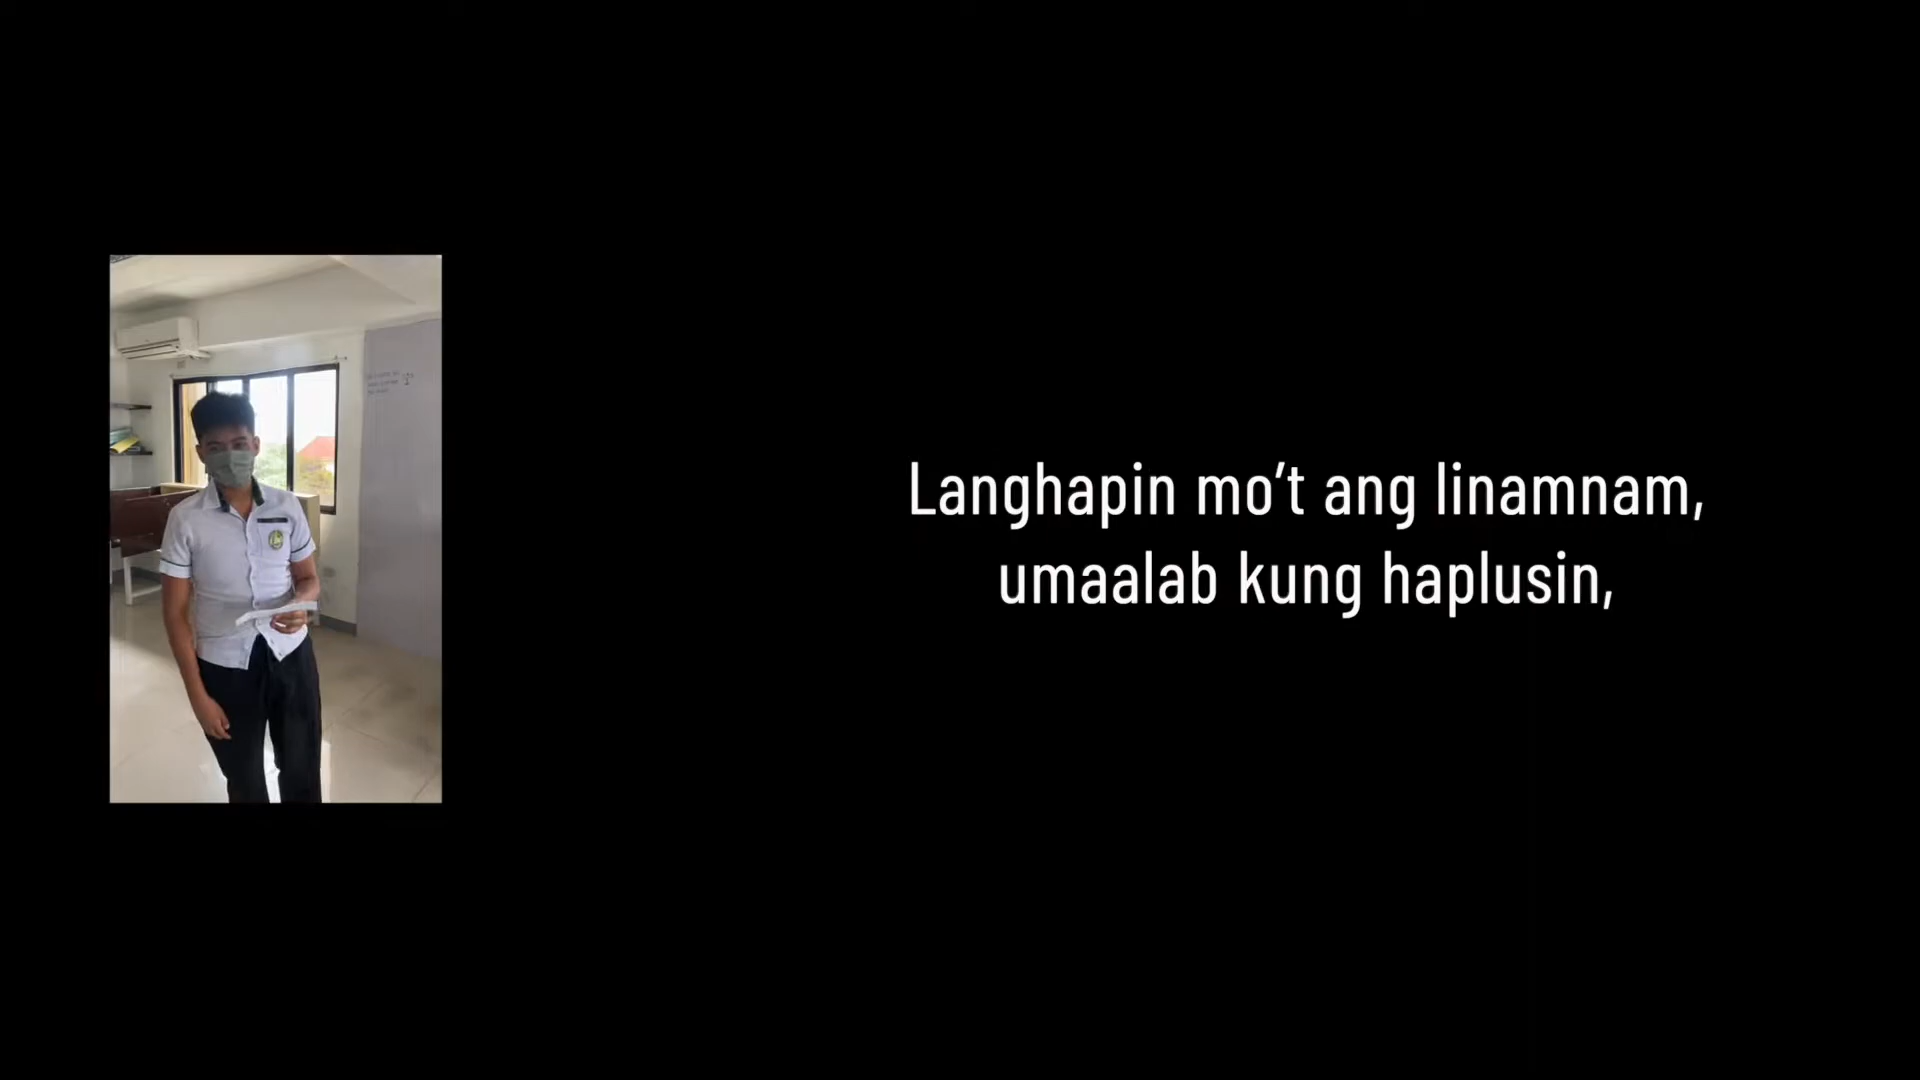 Langhapin mo’t ang linamnam,
umaalab kung haplusin,